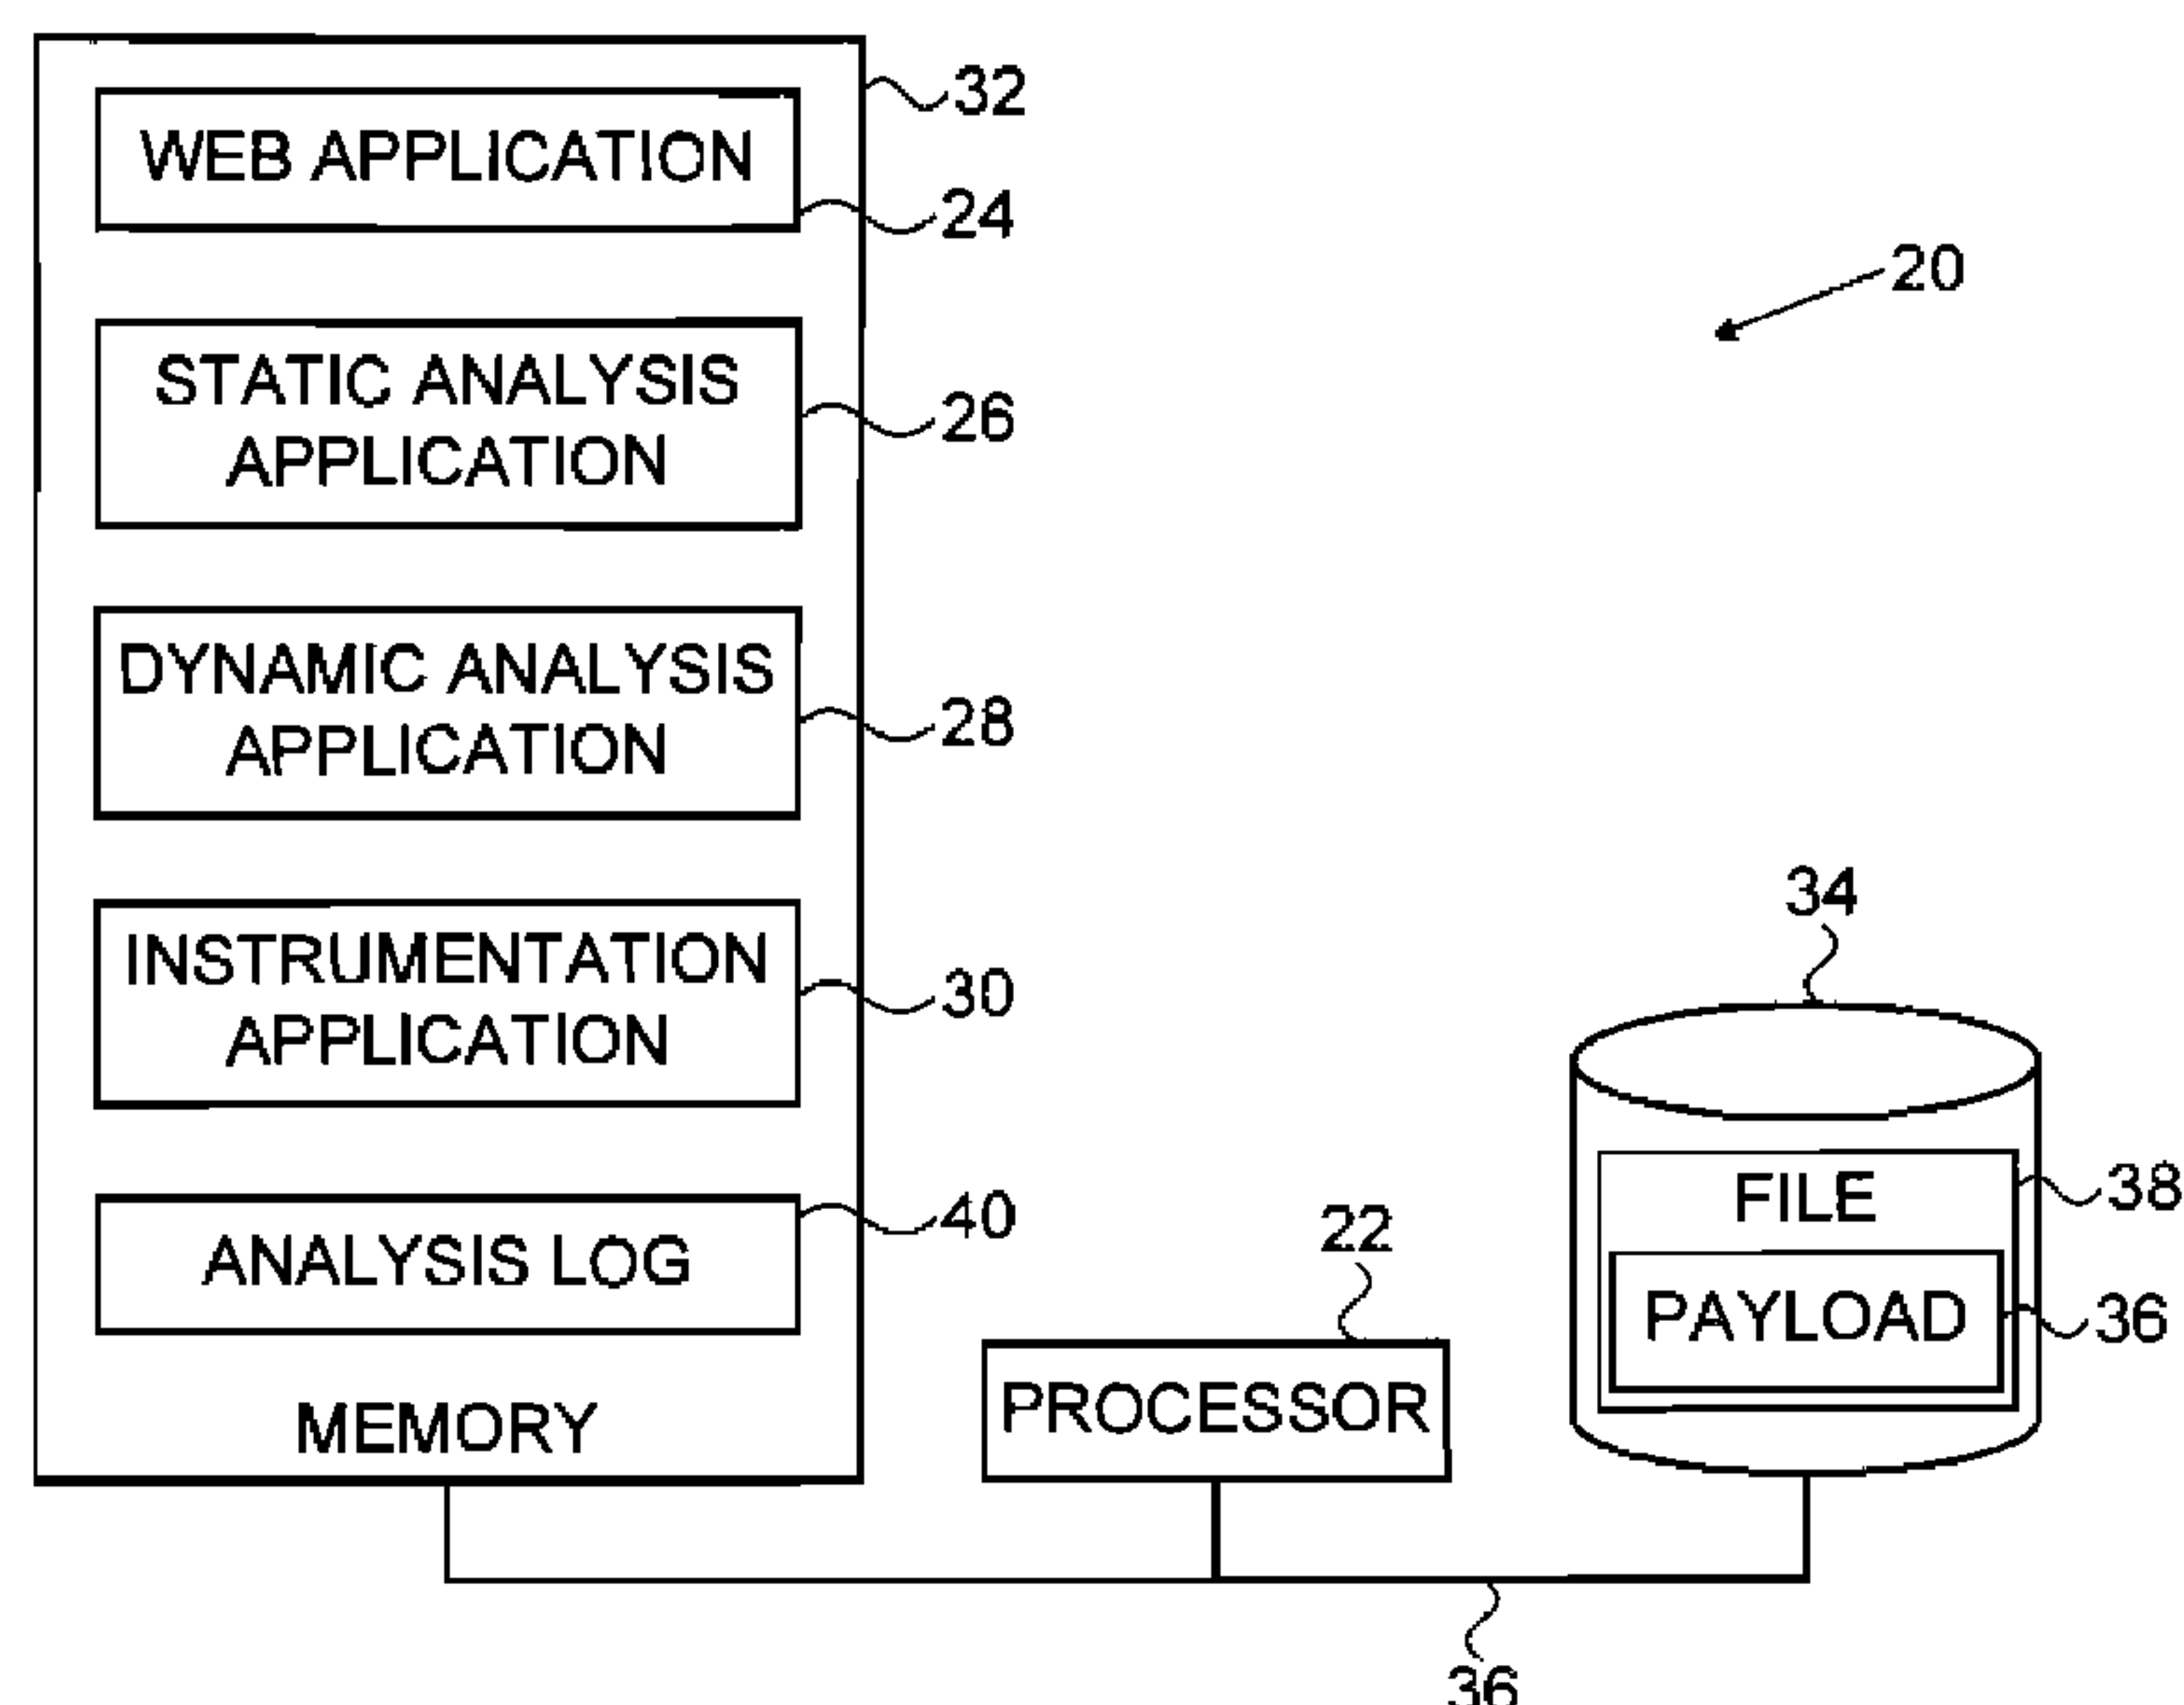 32
WEB APPLICATION
24
20
STATIC ANALYSIS
APPLICATION
26
DYNAMIC ANALYSIS
APPLICATION
28
INSTRUMENTATION
APPLICATION
30
ANALYSIS LOG
40
MEMORY
22
PROCESSOR
34
FILE
38
PAYLOAD
36
36